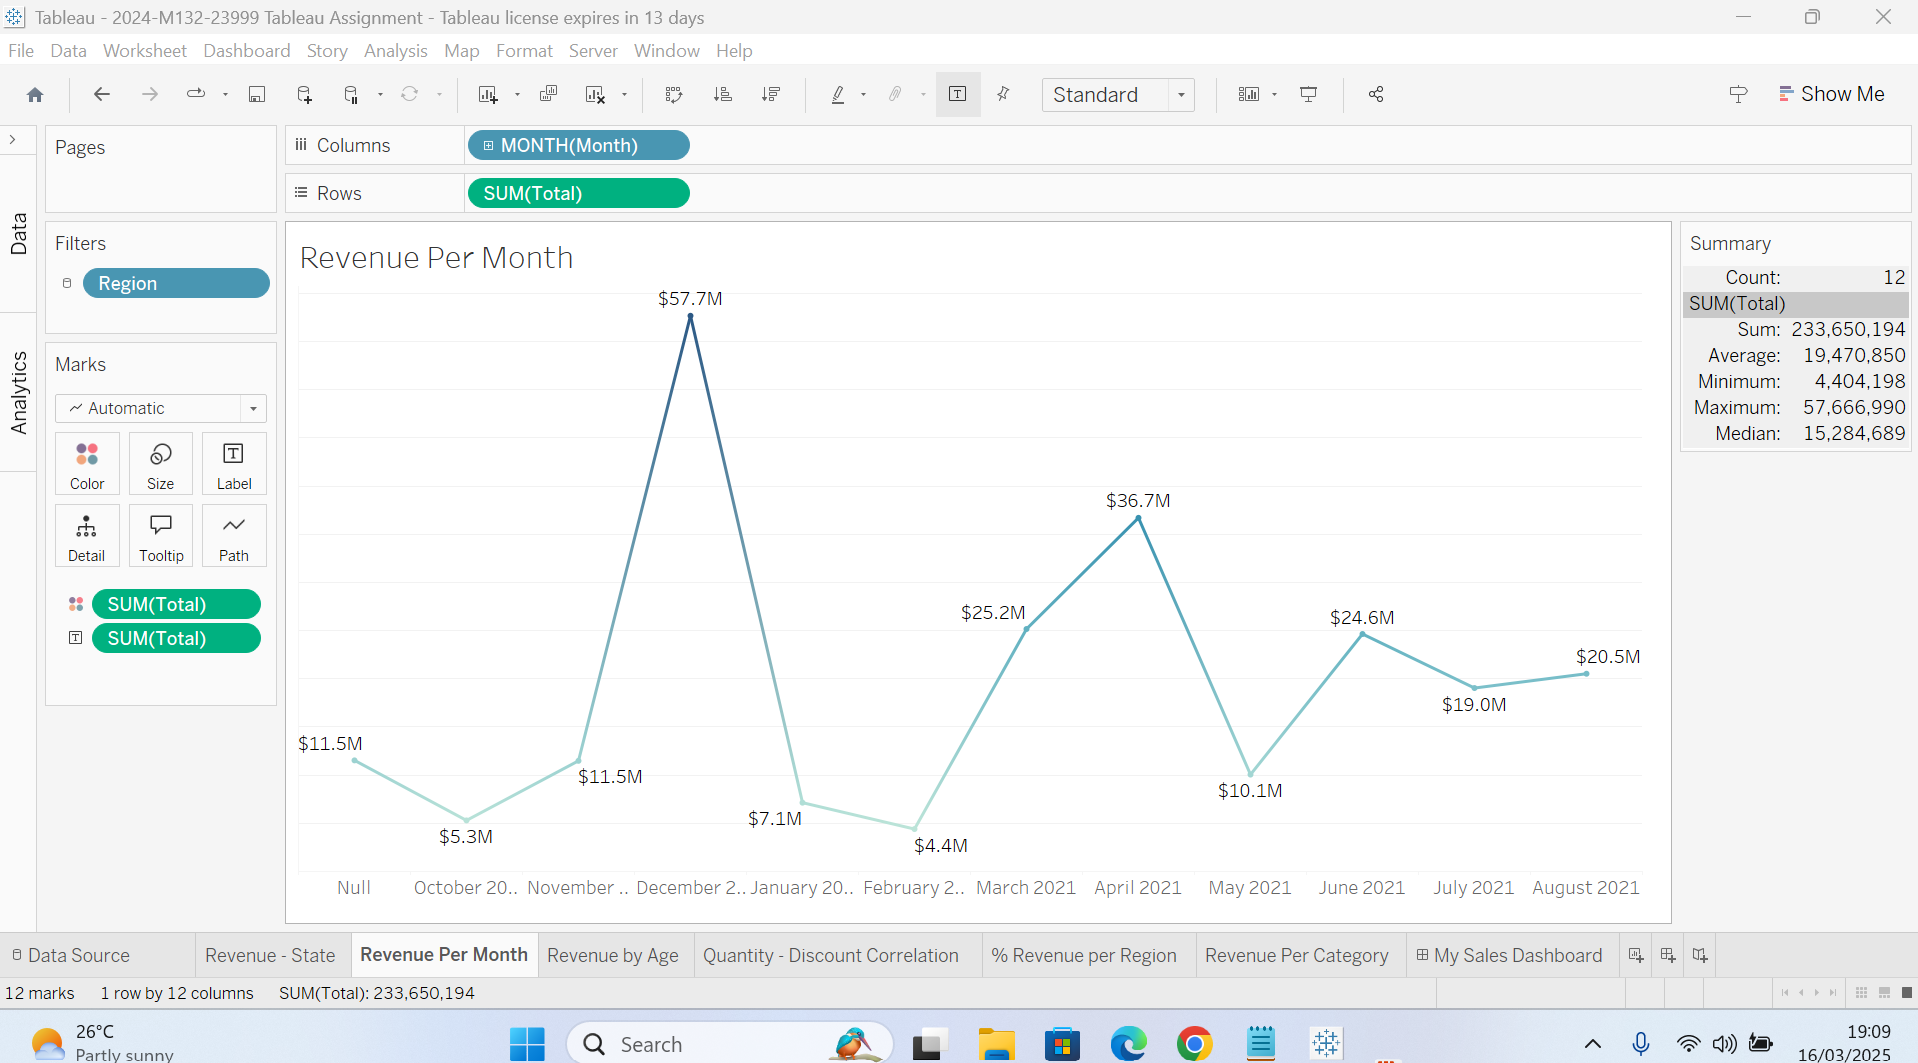 Tableau - 2024-M132-23999 Tableau Assignment - Tableau license expires in 13 days
File Data Worksheet Dashboard Story Analysis Map Format Server Window Help
Standard
Show Me
Pages
Columns
MONTH(Month)
Rows
SUM(Total)
Data
Analytics
Filters
Region
Marks
Automatic
Color
Size
Label
Detail
Tooltip
Path
SUM(Total)
SUM(Total)
Revenue Per Month
$57.7M
$36.7M
$25.2M
$24.6M
$20.5M
$19.0M
$11.5M
$11.5M
$10.1M
$7.1M
$5.3M
$4.4M
Null October 20.. November .. December 2.. January 20.. February 2.. March 2021 April 2021 May 2021 June 2021 July 2021 August 2021
Summary
Count: 12
SUM(Total)
Sum: 233,650,194
Average: 19,470,850
Minimum: 4,404,198
Maximum: 57,666,990
Median: 15,284,689
Data Source Revenue - State Revenue Per Month Revenue by Age Quantity - Discount Correlation % Revenue per Region Revenue Per Category My Sales Dashboard
12 marks 1 row by 12 columns SUM(Total): 233,650,194
26°C
Partly sunny
Search
19:09
16/03/2025